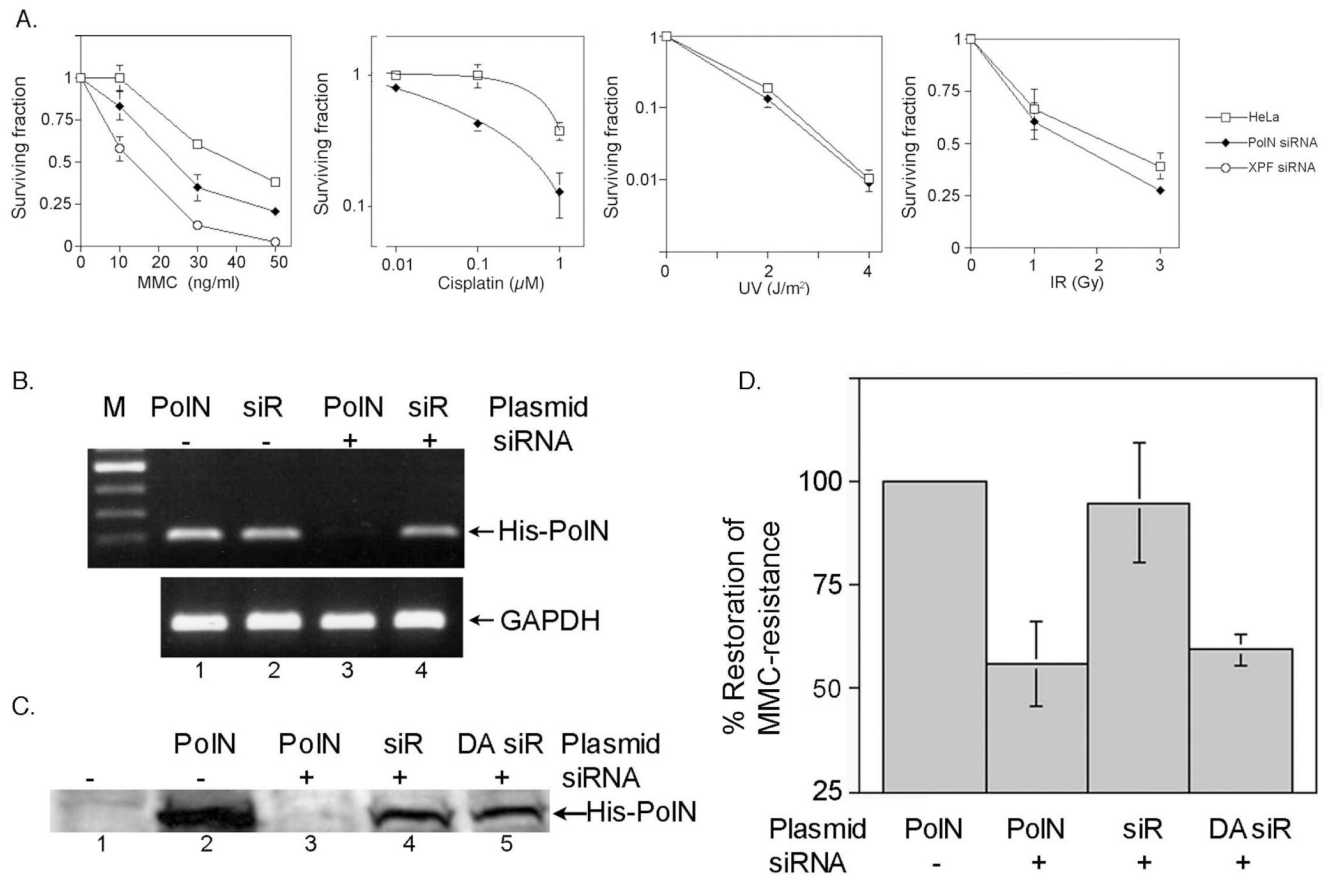 A.
Surviving fraction
1
0.75
0.5
0.25
0
0 10 20 30 40 50
MMC (ng/ml)
Surviving fraction
1
0.1
0.01 0.1 1
Cisplatin (µM)
Surviving fraction
1
0.1
0.01
0 2 4
UV (J/m²)
Surviving fraction
1
0.75
0.5
0.25
0
0 1 2 3
IR (Gy)
HeLa
PolN siRNA
XPF siRNA
B.
M PolN siR PolN siR Plasmid
- - + + siRNA
His-PolN
GAPDH
1 2 3 4
C.
PolN PolN siR DA siR Plasmid
- - + + + siRNA
His-PolN
1 2 3 4 5
D.
% Restoration of
MMC-resistance
100
75
50
25
Plasmid PolN PolN siR DA siR
siRNA - + + +